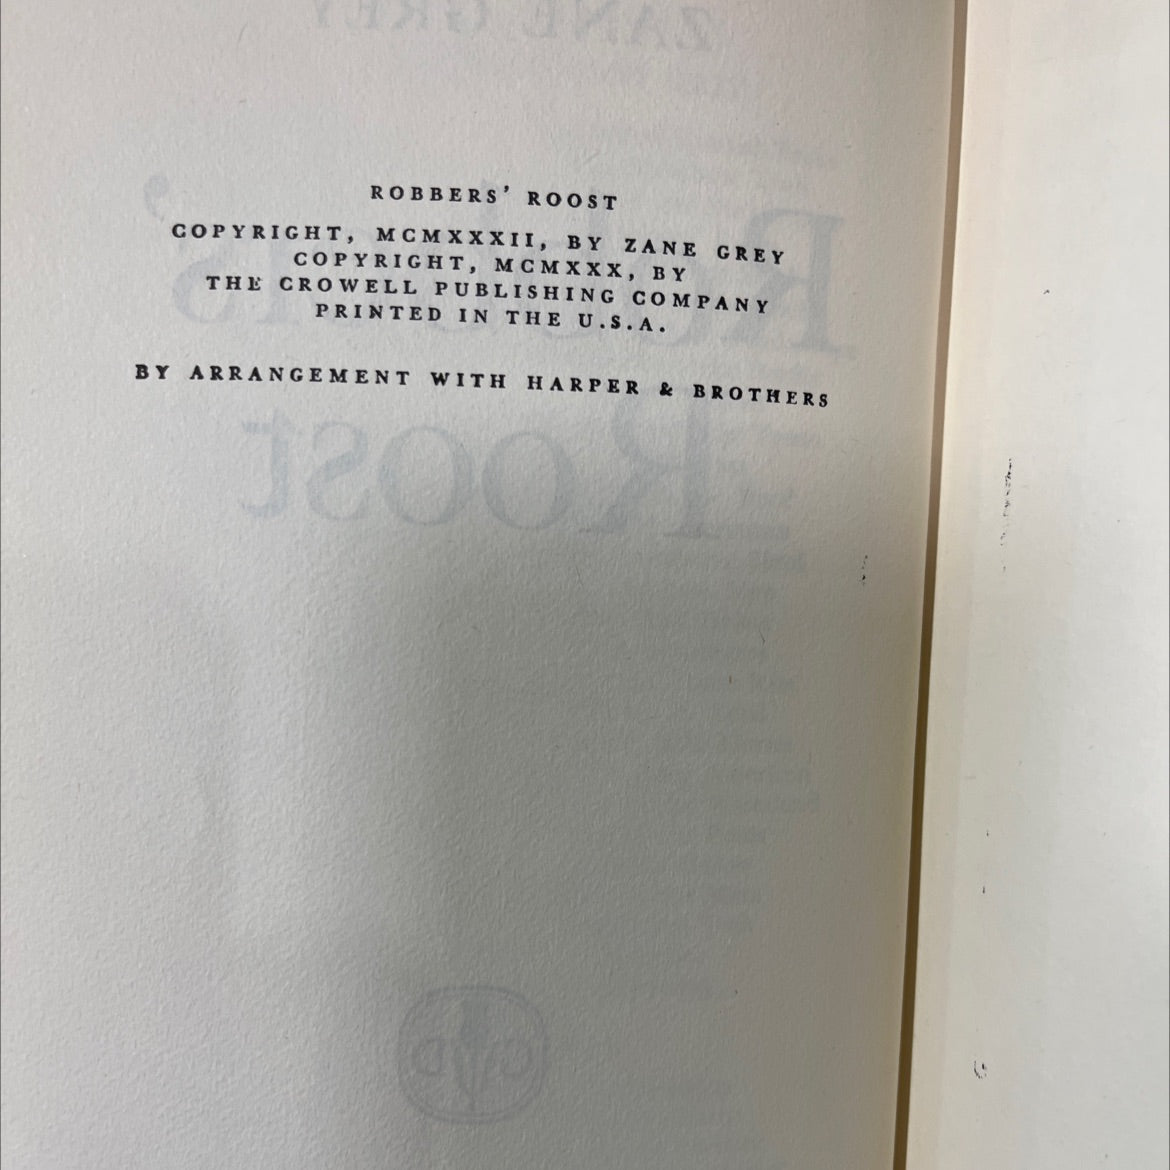 ROBBERS' ROOST
COPYRIGHT, MCMXXXII, BY ZANE GREY
COPYRIGHT, MCMXXX, BY
THE CROWELL PUBLISHING COMPANY
PRINTED IN THE U.S.A.
BY ARRANGEMENT WITH HARPER & BROTHERS